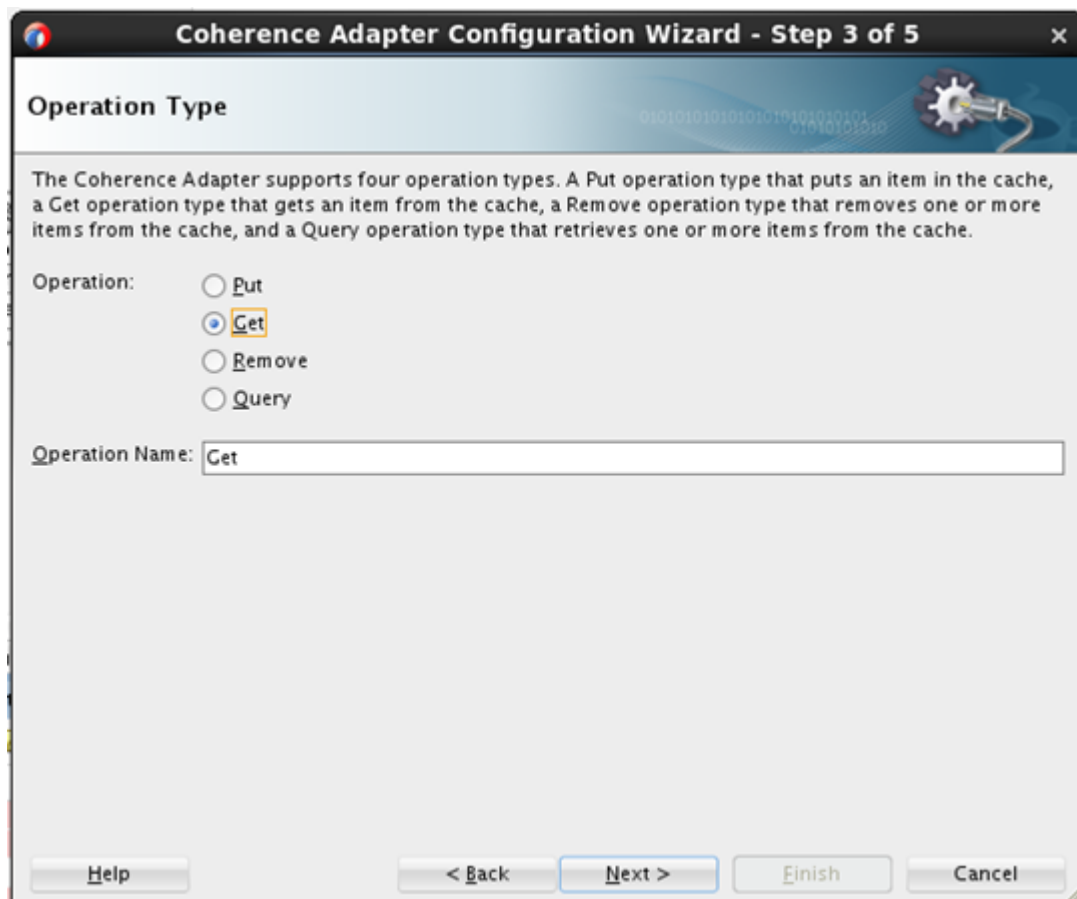 Coherence Adapter Configuration Wizard - Step 3 of 5
Operation Type
010101010101010101010101
01010101010
The Coherence Adapter supports four operation types. A Put operation type that puts an item in the cache,
a Get operation type that gets an item from the cache, a Remove operation type that removes one or more
items from the cache, and a Query operation type that retrieves one or more items from the cache.
Operation:
Put
Get
Remove
Query
Operation Name: Get
Help < Back Next > Finish Cancel